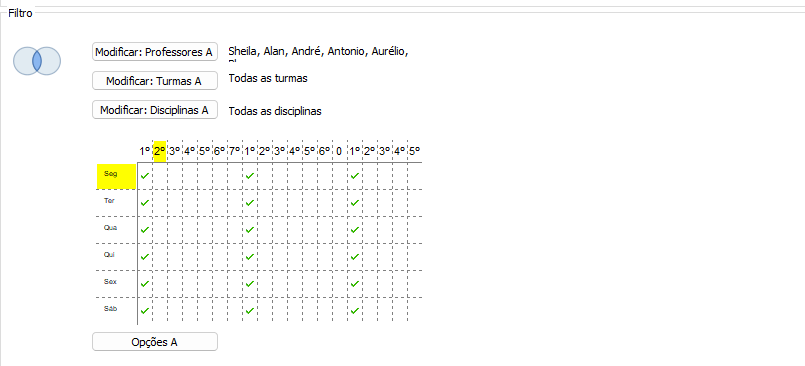 Filtro
Modificar: Professores A
Sheila, Alan, André, Antonio, Aurélio,
Modificar: Turmas A
Todas as turmas
Modificar: Disciplinas A
Todas as disciplinas
1º 2º 3º 4º 5º 6º 7º 1º 2º 3º 4º 5º 6º 0 1º 2º 3º 4º 5º
Seg
Ter
Qua
Qui
Sex
Sáb
Opções A